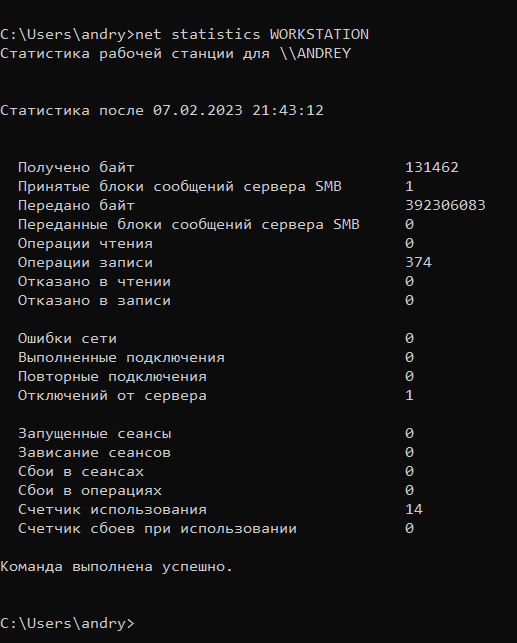 C:\Users\andry>net statistics WORKSTATION
Статистика рабочей станции для \\ANDREY
Статистика после 07.02.2023 21:43:12
Получено байт 131462
Принятые блоки сообщений сервера SMB 1
Передано байт 392306083
Переданные блоки сообщений сервера SMB 0
Операции чтения 0
Операции записи 374
Отказано в чтении 0
Отказано в записи 0
Ошибки сети 0
Выполненные подключения 0
Повторные подключения 0
Отключений от сервера 1
Запущенные сеансы 0
Зависание сеансов 0
Сбои в сеансах 0
Сбои в операциях 0
Счетчик использования 14
Счетчик сбоев при использовании 0
Команда выполнена успешно.
C:\Users\andry>